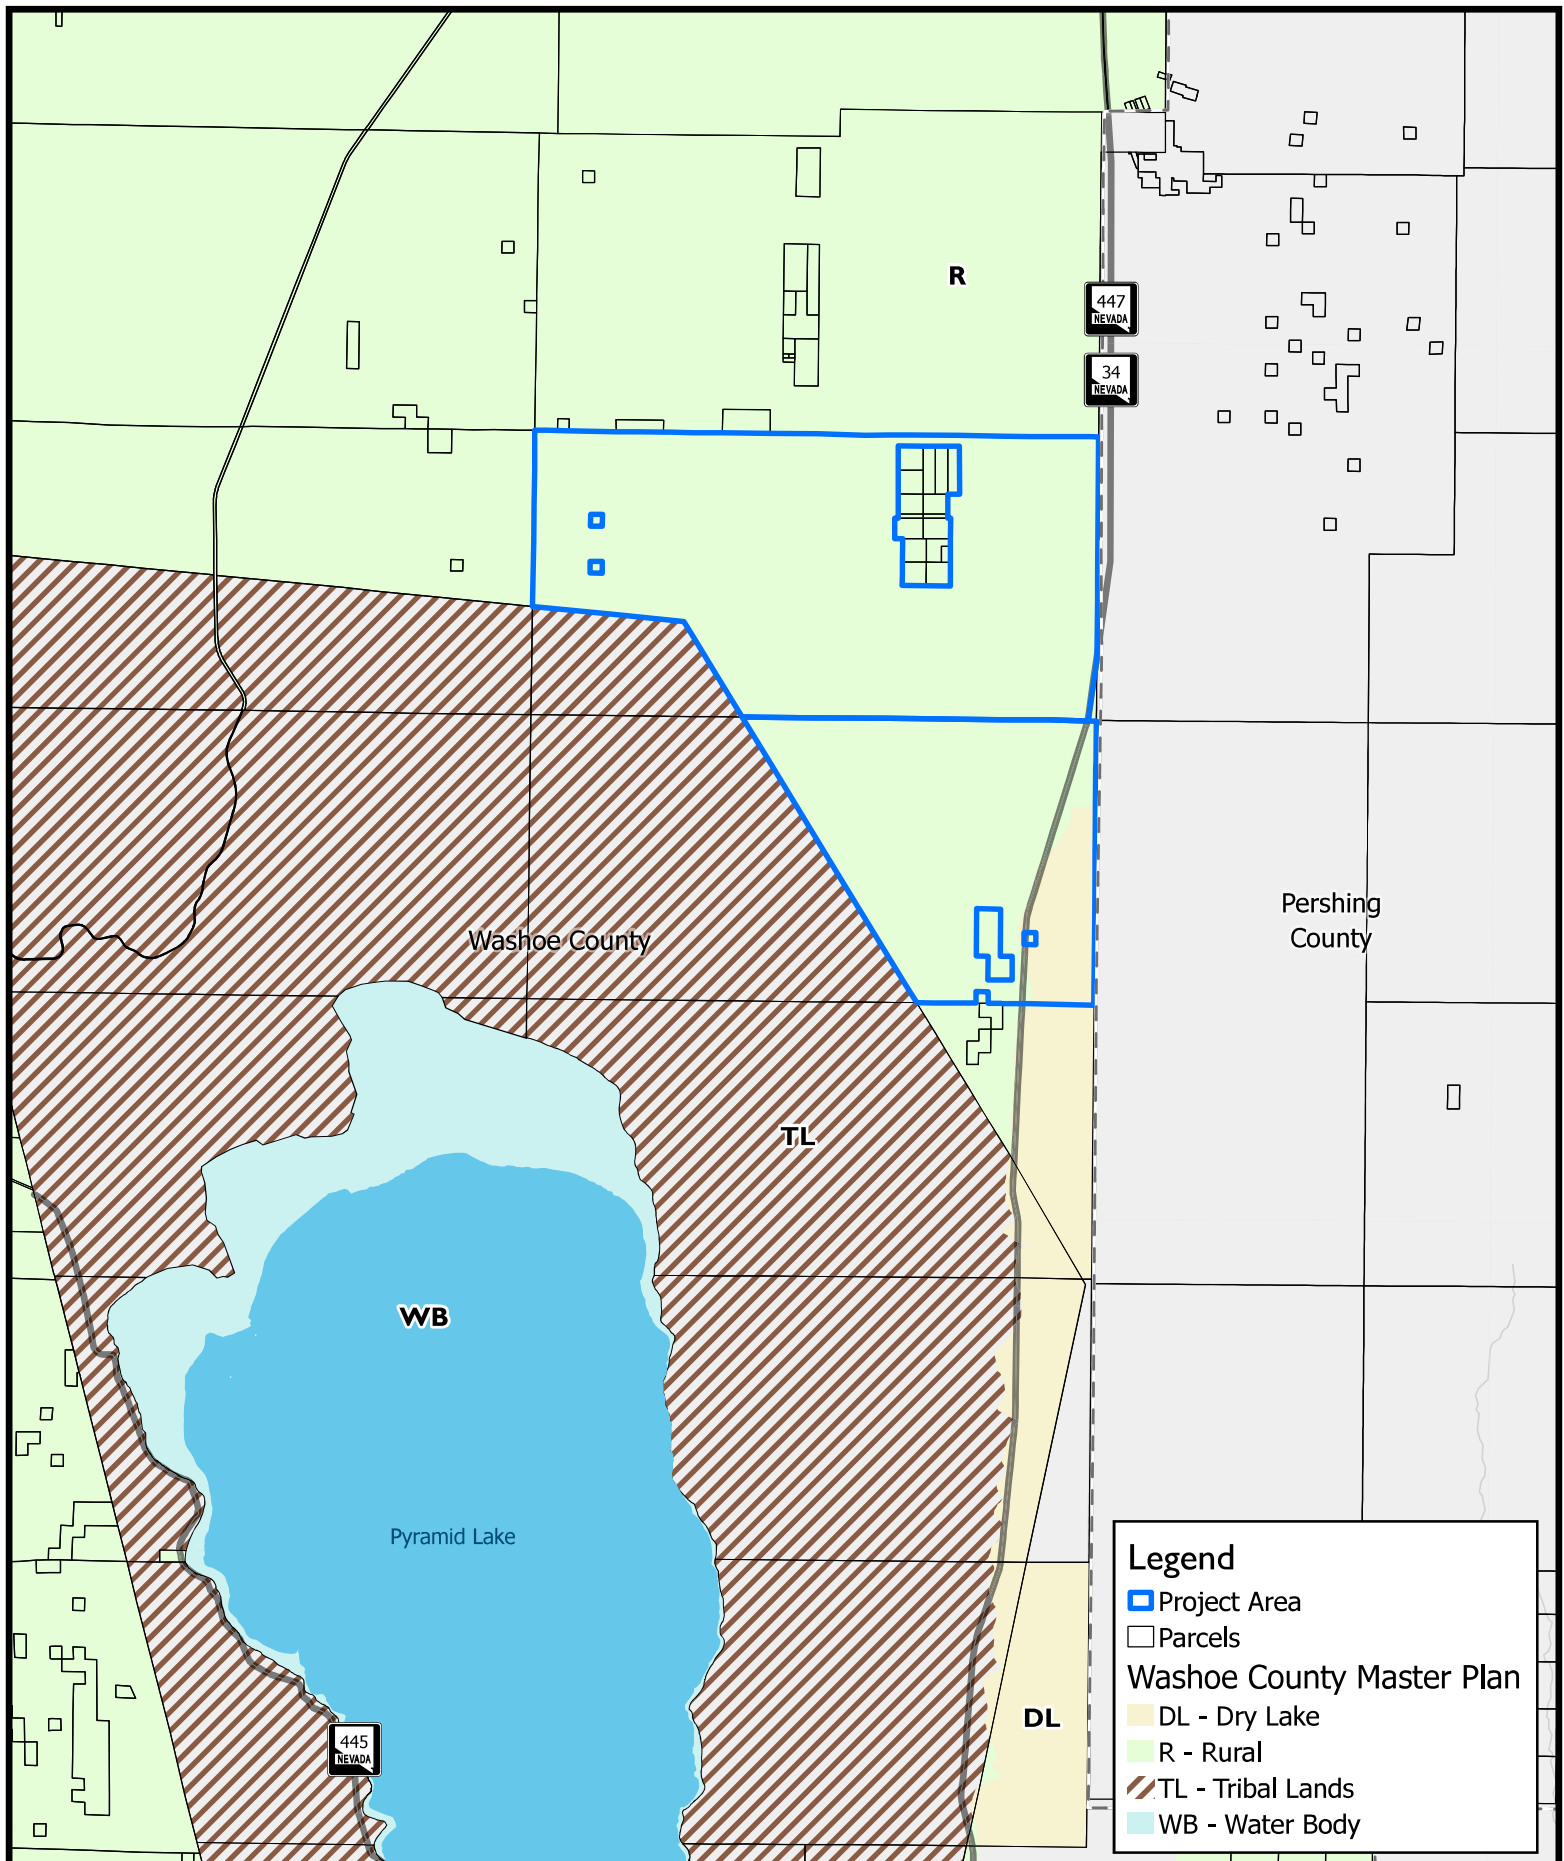 R
447
NEVADA
34
NEVADA
Pershing
County
Washoe County
TL
WB
Pyramid Lake
DL
445
NEVADA
Legend
Project Area
Parcels
Washoe County Master Plan
DL - Dry Lake
R - Rural
TL - Tribal Lands
WB - Water Body